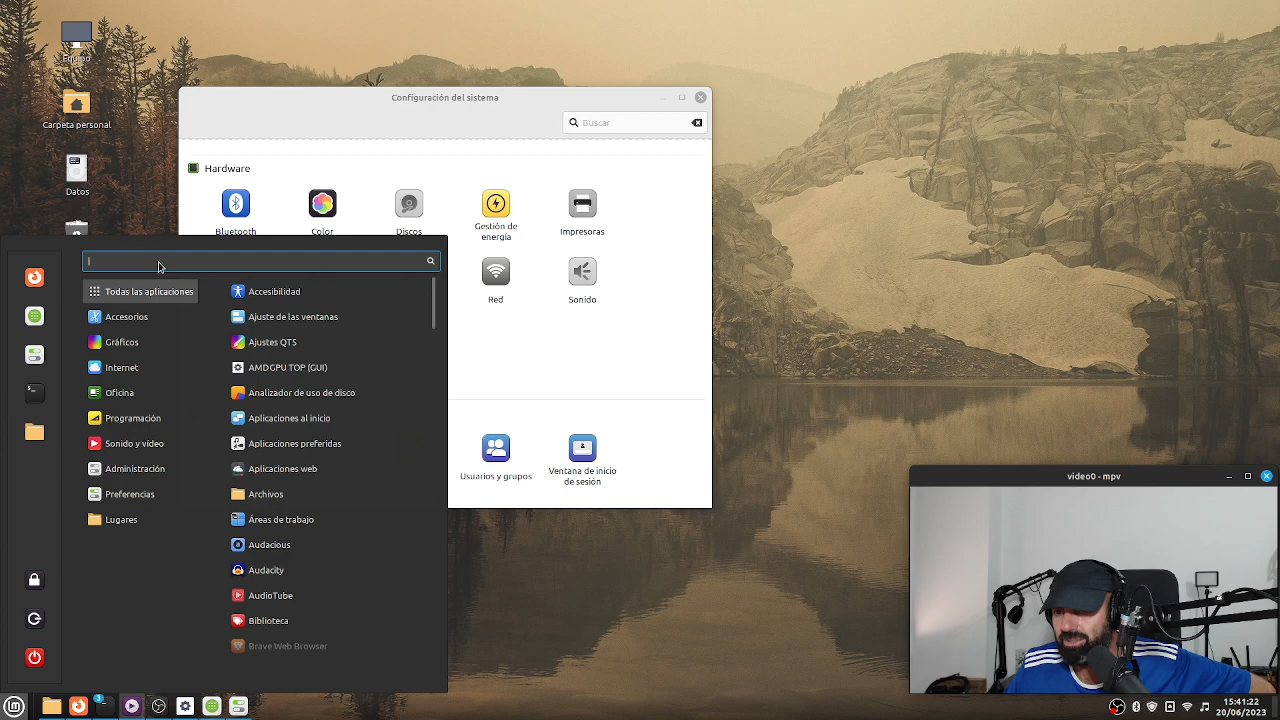 Equipo
Carpeta personal
Datos
Configuración del sistema
Buscar
Hardware
Bluetooth
Color
Discos
Gestión de
energía
Impresoras
Red
Sonido
Usuarios y grupos
Ventana de inicio
de sesión
Todas las aplicaciones
Accesorios
Gráficos
Internet
Oficina
Programación
Sonido y vídeo
Administración
Preferencias
Lugares
Accesibilidad
Ajuste de las ventanas
Ajustes QT5
AMDGPU TOP (GUI)
Analizador de uso de disco
Aplicaciones al inicio
Aplicaciones preferidas
Aplicaciones web
Archivos
Áreas de trabajo
Audacious
Audacity
AudioTube
Biblioteca
Brave Web Browser
video0 - mpv
3
15:41:22
20/06/2023